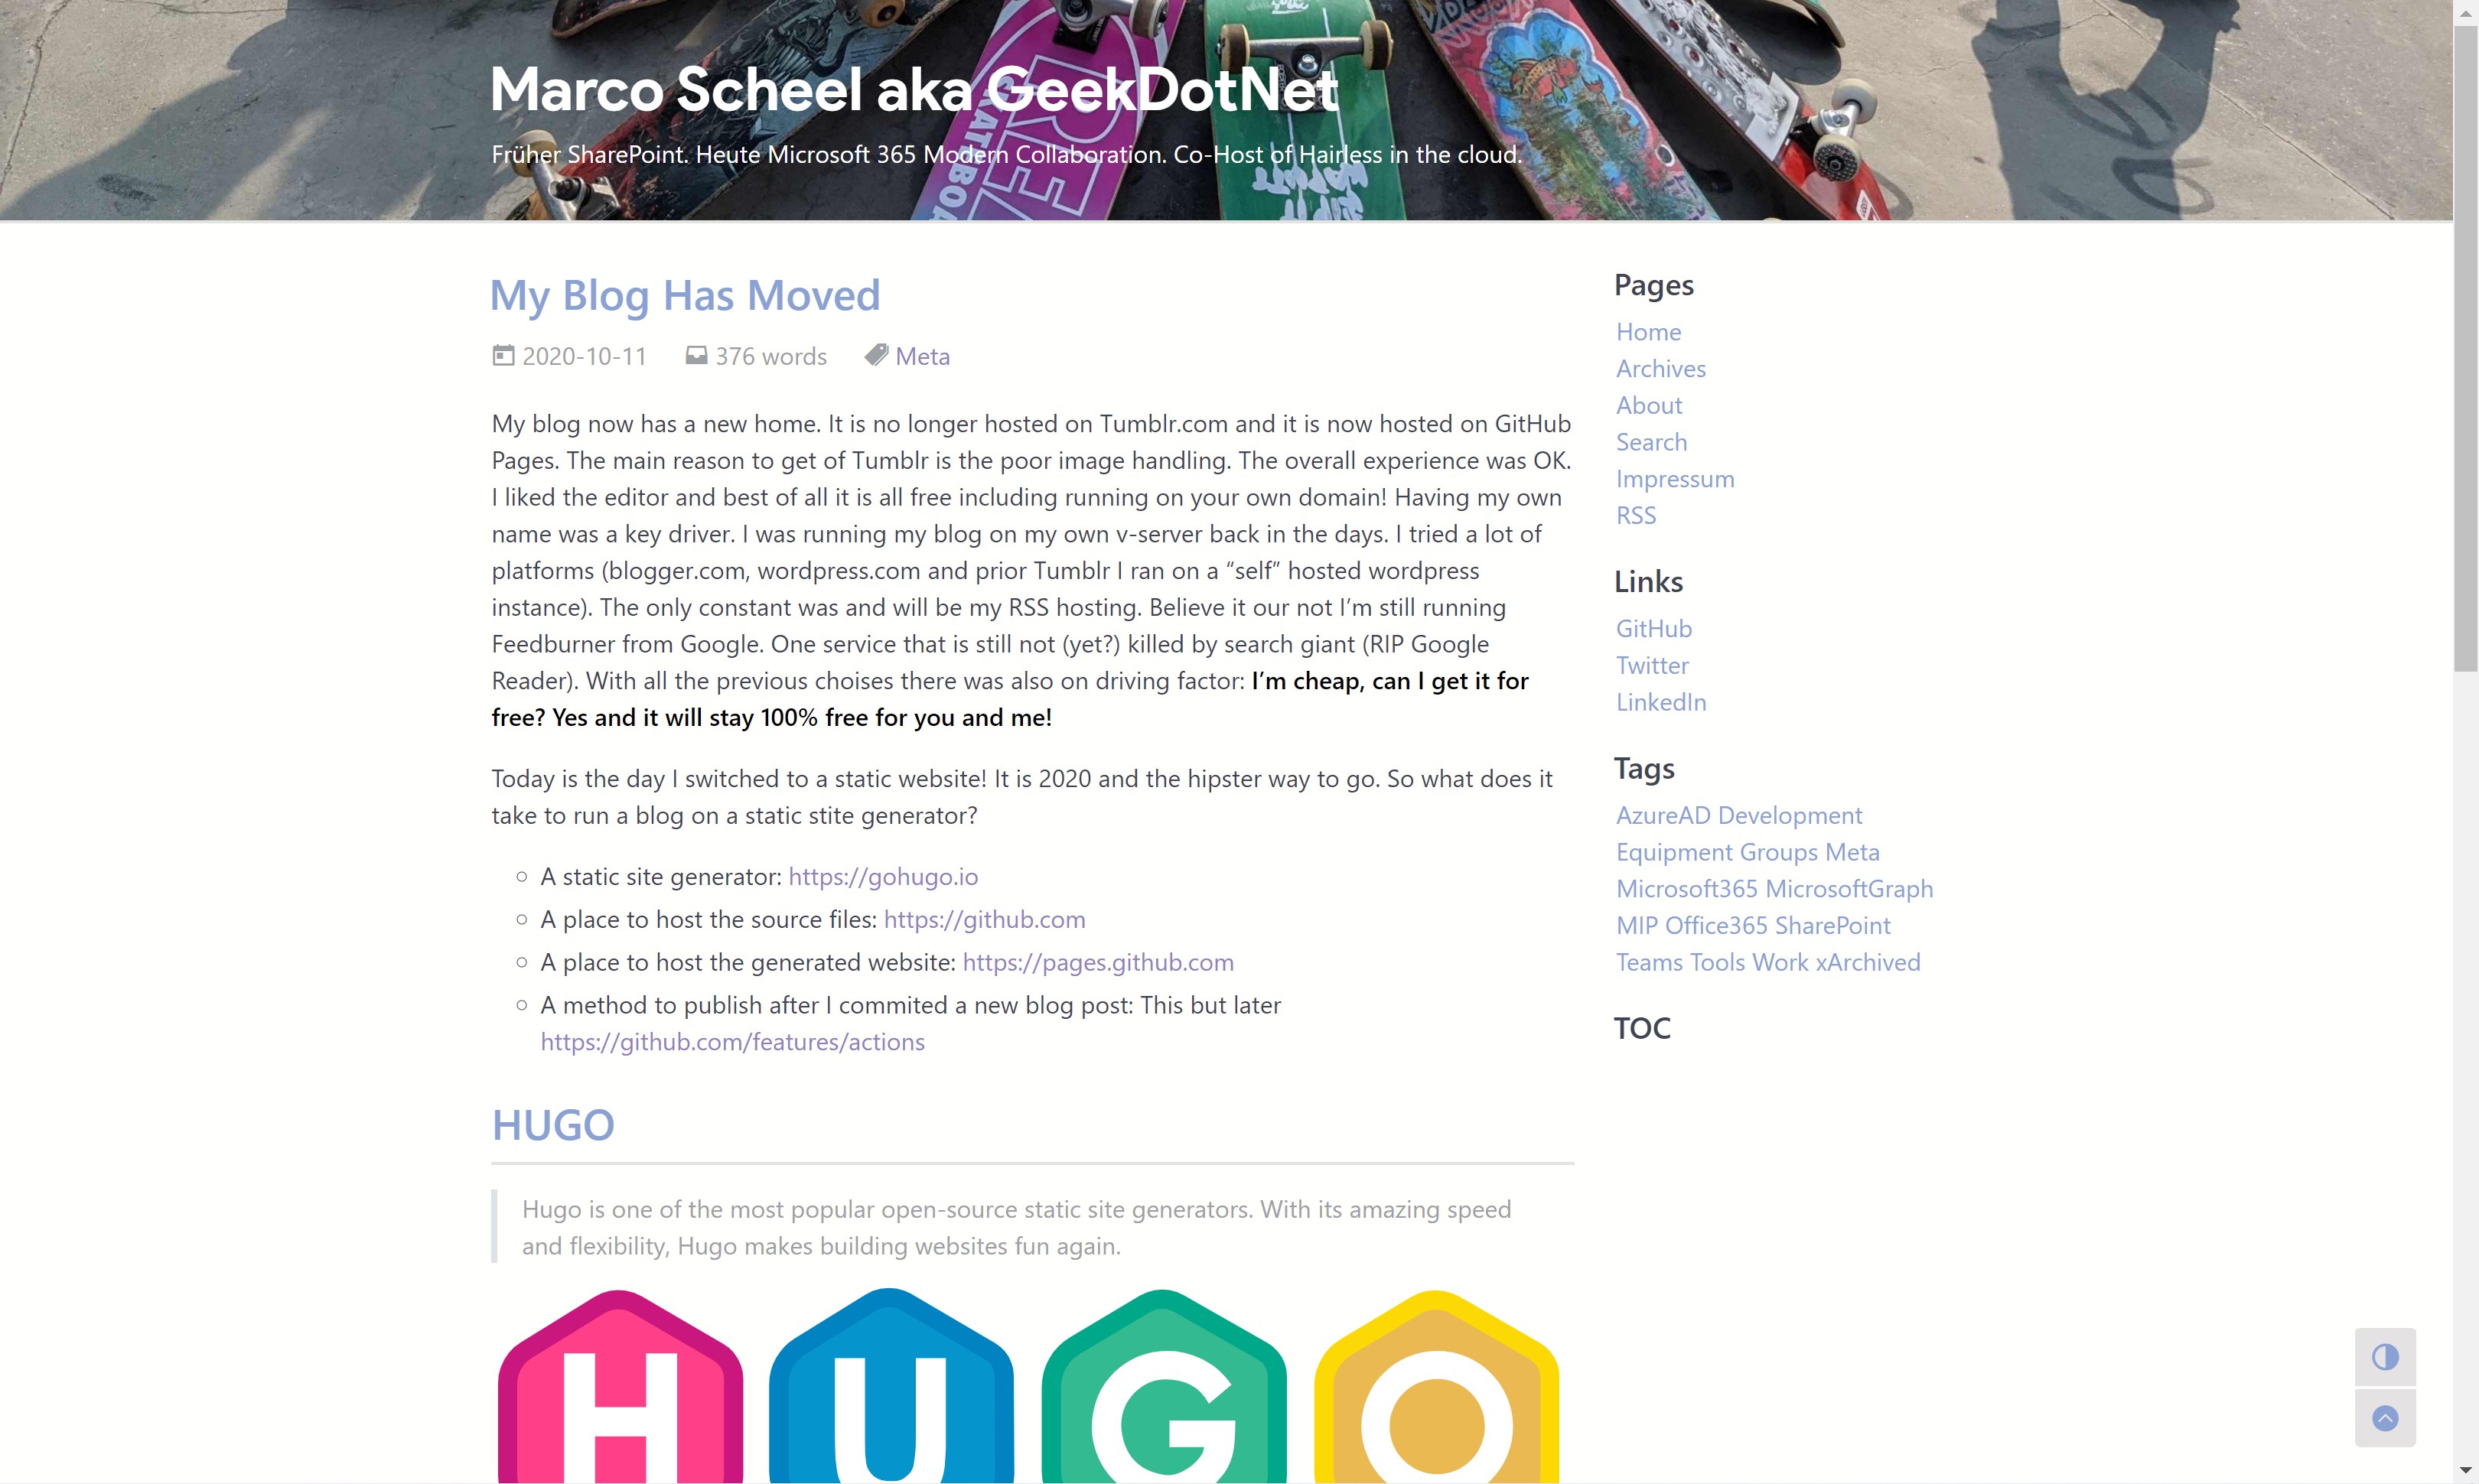 Marco Scheel aka GeekDotNet
Früher SharePoint. Heute Microsoft 365 Modern Collaboration. Co-Host of Hairless in the cloud.
My Blog Has Moved
2020-10-11 376 words Meta
My blog now has a new home. It is no longer hosted on Tumblr.com and it is now hosted on GitHub
Pages. The main reason to get of Tumblr is the poor image handling. The overall experience was OK.
I liked the editor and best of all it is all free including running on your own domain! Having my own
name was a key driver. I was running my blog on my own v-server back in the days. I tried a lot of
platforms (blogger.com, wordpress.com and prior Tumblr I ran on a “self” hosted wordpress
instance). The only constant was and will be my RSS hosting. Believe it our not I’m still running
Feedburner from Google. One service that is still not (yet?) killed by search giant (RIP Google
Reader). With all the previous choises there was also on driving factor: I’m cheap, can I get it for
free? Yes and it will stay 100% free for you and me!
Today is the day I switched to a static website! It is 2020 and the hipster way to go. So what does it
take to run a blog on a static stite generator?
A static site generator: https://gohugo.io
A place to host the source files: https://github.com
A place to host the generated website: https://pages.github.com
A method to publish after I commited a new blog post: This but later
https://github.com/features/actions
HUGO
Hugo is one of the most popular open-source static site generators. With its amazing speed
and flexibility, Hugo makes building websites fun again.
HUGO
Pages
Home
Archives
About
Search
Impressum
RSS
Links
GitHub
Twitter
LinkedIn
Tags
AzureAD Development
Equipment Groups Meta
Microsoft365 MicrosoftGraph
MIP Office365 SharePoint
Teams Tools Work xArchived
TOC